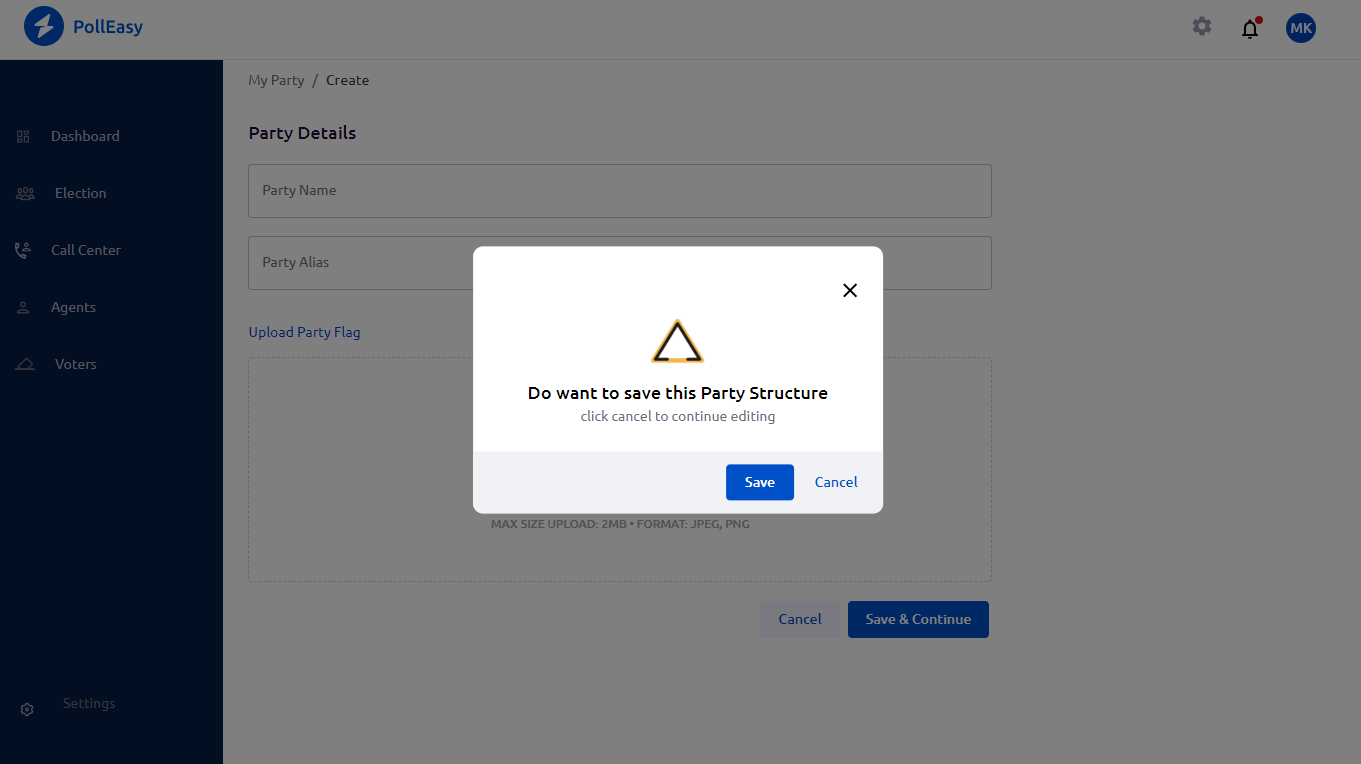 PollEasy
MK
My Party / Create
Dashboard
Election
Call Center
Agents
Voters
Settings
Party Details
Party Name
Party Alias
Upload Party Flag
Do want to save this Party Structure
click cancel to continue editing
Save Cancel
MAX SIZE UPLOAD: 2MB • FORMAT: JPEG, PNG
Cancel Save & Continue